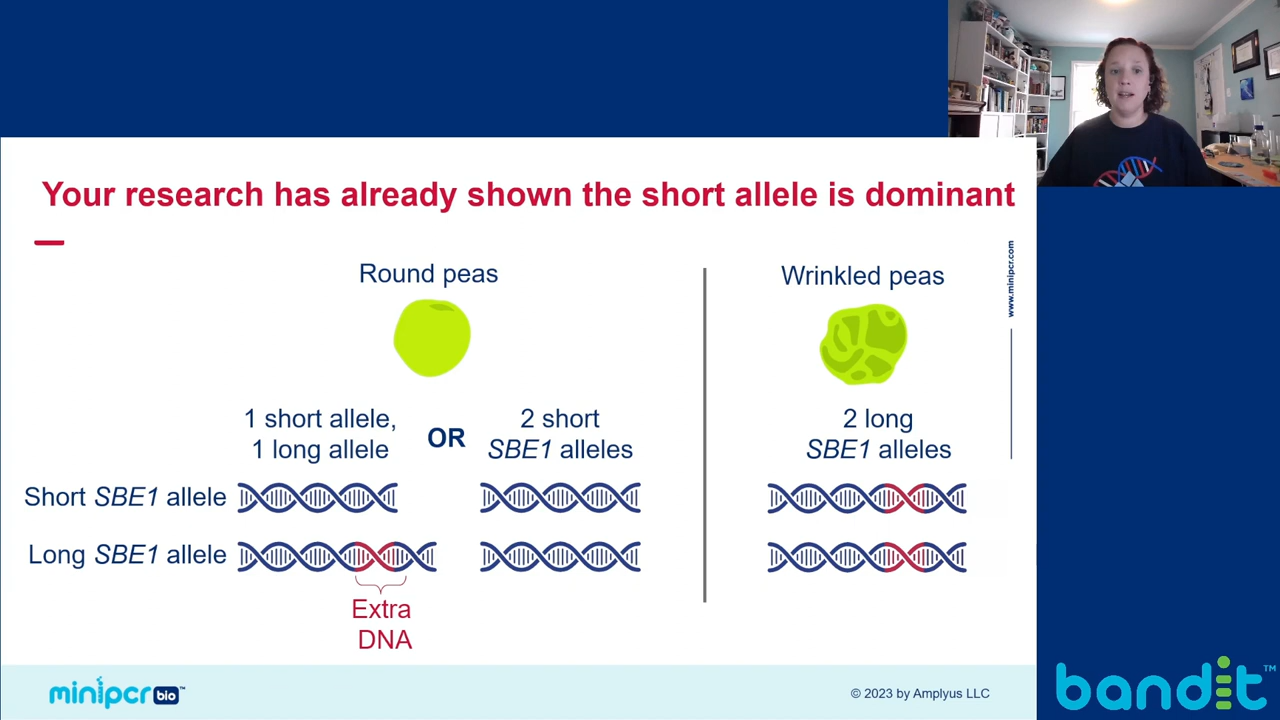 Your research has already shown the short allele is dominant
Round peas
Wrinkled peas
1 short allele,
1 long allele
OR
2 short
SBE1 alleles
2 long
SBE1 alleles
Short SBE1 allele
Long SBE1 allele
Extra
DNA
www.minipcr.com
minipcr bio™
© 2023 by Amplyus LLC
bandit™